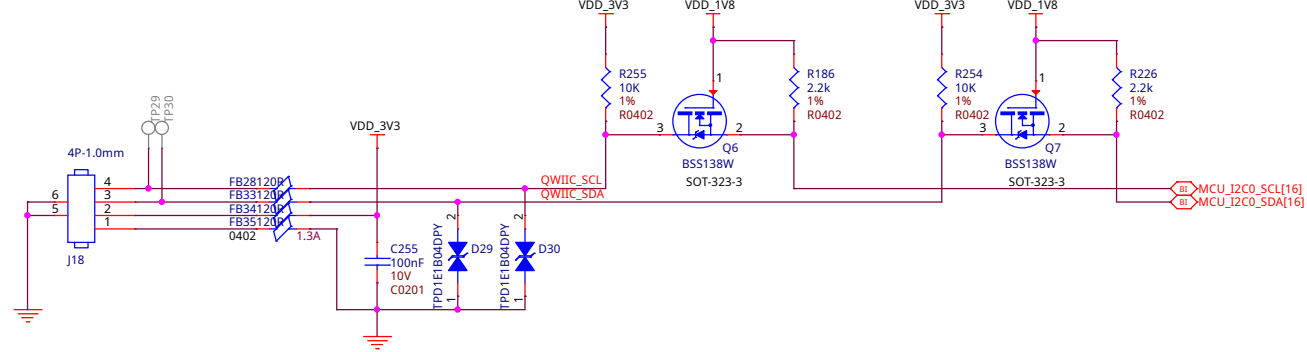 VDD_3V3
VDD_1V8
VDD_3V3
VDD_1V8
R255
10K
1%
R0402
1
3
2
Q6
BSS138W
SOT-323-3
R186
2.2k
1%
R0402
R254
10K
1%
R0402
1
3
2
Q7
BSS138W
SOT-323-3
R226
2.2k
1%
R0402
TP29
TP30
VDD_3V3
4P-1.0mm
6
5
4
3
2
1
J18
FB28120R
FB33120R
FB34120R
FB35120R
0402
1.3A
QWIIC_SCL
QWIIC_SDA
C255
100nF
10V
C0201
TPD1E1B04DPY
2
1
D29
TPD1E1B04DPY
2
1
D30
BI
MCU_I2C0_SCL[16]
BI
MCU_I2C0_SDA[16]